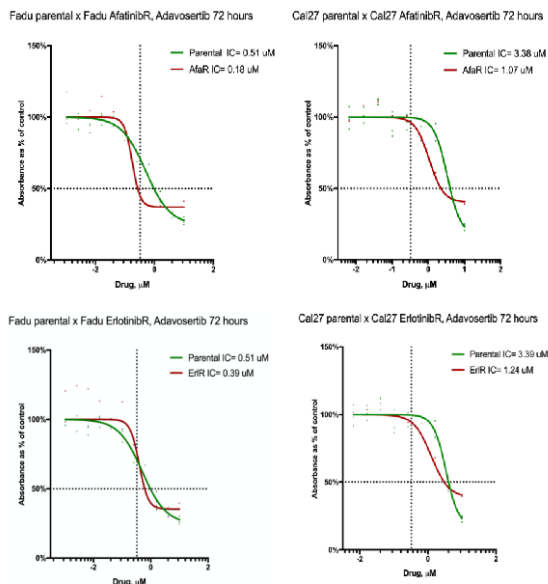 Fadu parental x Fadu AfatinibR, Adavosertib 72 hours
Parental IC= 0.51 uM
AfaR IC= 0.18 uM
Absorbance as % of control
150%
100%
50%
0%
-2
0
2
Drug, µM
Cal27 parental x Cal27 AfatinibR, Adavosertib 72 hours
Parental IC= 3.38 uM
AfaR IC= 1.07 uM
Absorbance as % of control
150%
100%
50%
0%
-2
-1
0
1
2
Drug, µM
Fadu parental x Fadu ErlotinibR, Adavosertib 72 hours
Parental IC= 0.51 uM
ErlR IC= 0.39 uM
Absorbance as % of control
150%
100%
50%
0%
-2
0
2
Drug, µM
Cal27 parental x Cal27 ErlotinibR, Adavosertib 72 hours
Parental IC= 3.39 uM
ErlR IC= 1.24 uM
Absorbance as % of control
150%
100%
50%
0%
-2
0
2
Drug, µM